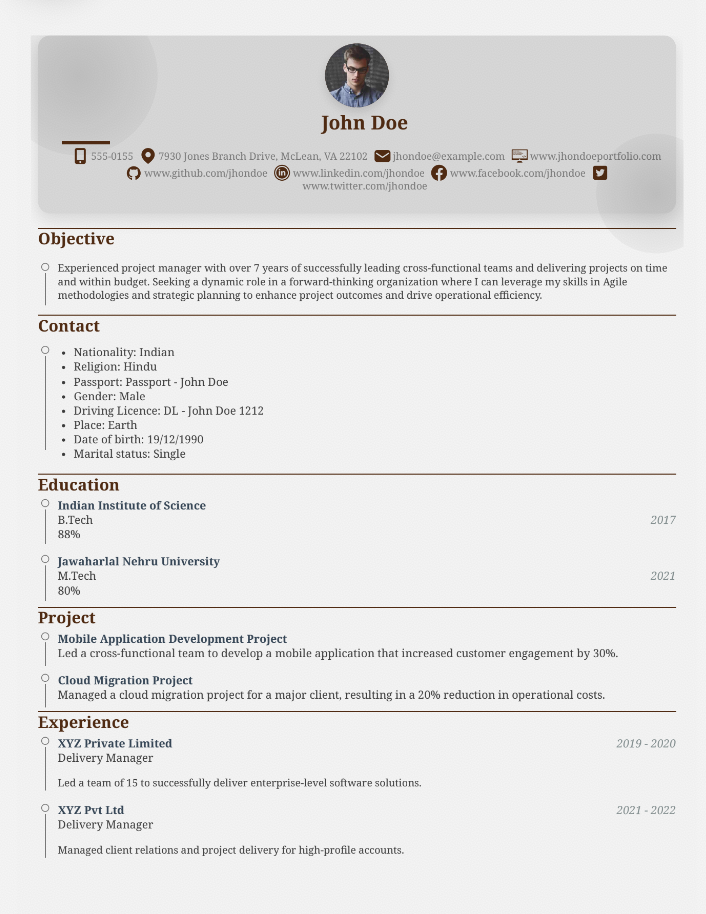 John Doe
555-0155 7930 Jones Branch Drive, McLean, VA 22102 jhondoe@example.com www.jhondoeportfolio.com
www.github.com/jhondoe www.linkedin.com/jhondoe www.facebook.com/jhondoe
www.twitter.com/jhondoe
Objective
Experienced project manager with over 7 years of successfully leading cross-functional teams and delivering projects on time
and within budget. Seeking a dynamic role in a forward-thinking organization where I can leverage my skills in Agile
methodologies and strategic planning to enhance project outcomes and drive operational efficiency.
Contact
• Nationality: Indian
• Religion: Hindu
• Passport: Passport - John Doe
• Gender: Male
• Driving Licence: DL - John Doe 1212
• Place: Earth
• Date of birth: 19/12/1990
• Marital status: Single
Education
Indian Institute of Science
B.Tech 2017
88%
Jawaharlal Nehru University
M.Tech 2021
80%
Project
Mobile Application Development Project
Led a cross-functional team to develop a mobile application that increased customer engagement by 30%.
Cloud Migration Project
Managed a cloud migration project for a major client, resulting in a 20% reduction in operational costs.
Experience
XYZ Private Limited 2019 - 2020
Delivery Manager
Led a team of 15 to successfully deliver enterprise-level software solutions.
XYZ Pvt Ltd 2021 - 2022
Delivery Manager
Managed client relations and project delivery for high-profile accounts.